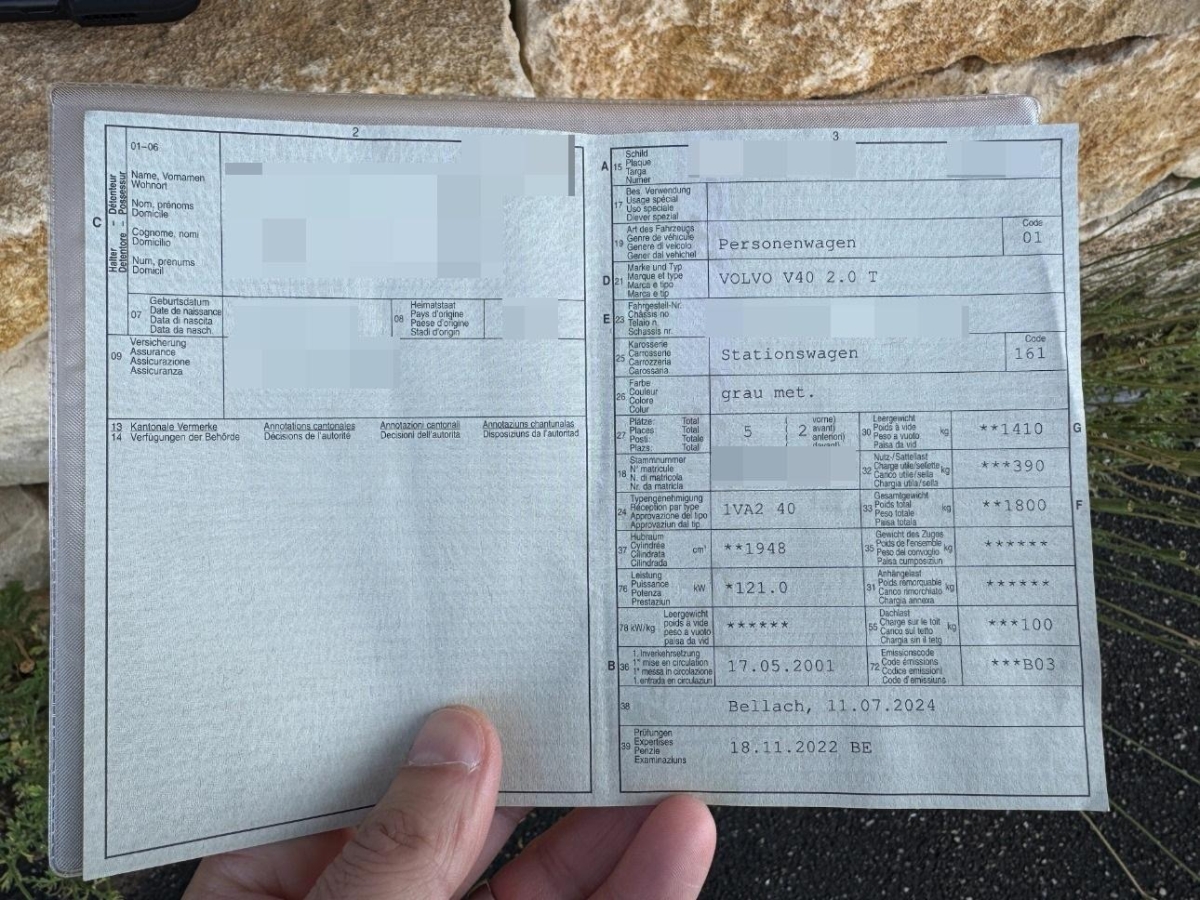 2
01–06
Name, Vornamen
Wohnort
Nom, prénoms
Domicile
Cognome, nomi
Domicilio
Num, prenums
Domicil
C
Halter – Détenteur
Detentore – Possessur
07
Geburtsdatum
Date de naissance
Data di nascita
Data da nasch.
08
Heimatstaat
Pays d'origine
Paese d'origine
Stadi d'origin
09
Versicherung
Assurance
Assicurazione
Assicuranza
13 Kantonale Vermerke Annotations cantonales Annotazioni cantonali Annotaziuns chantunalas
14 Verfügungen der Behörde Décisions de l'autorité Decisioni dell'autorità Disposiziuns da l'autoritad
3
A 15
Schild
Plaque
Targa
Numer
17
Bes. Verwendung
Usage spécial
Uso speciale
Diever spezial
19
Art des Fahrzeugs
Genre de véhicule
Genere di veicolo
Gener dal vehichel
Personenwagen
Code
01
D 21
Marke und Typ
Marque et type
Marca e tipo
Marca e tip
VOLVO V40 2.0 T
E 23
Fahrgestell-Nr.
Châssis no
Telaio n.
Schassis nr.
25
Karosserie
Carrosserie
Carrozzeria
Carossaria
Stationswagen
Code
161
26
Farbe
Couleur
Colore
Colur
grau met.
27
Plätze: Total
Places: Total
Posti: Totale
Plazs: Total
5 ( 2
vorne)
avant)
anteriori)
davant)
30
Leergewicht
Poids à vide
Peso a vuoto
Paisa da vid
kg
**1410
G
18
Stammnummer
N° matricule
N. di matricola
Nr. da matricla
32
Nutz-/Sattellast
Charge utile/sellette
Carico utile/sella
Chargia utila/sella
kg
***390
24
Typengenehmigung
Réception par type
Approvazione del tipo
Approvaziun dal tip
1VA2 40
33
Gesamtgewicht
Poids total
Peso totale
Paisa totala
kg
**1800
F
37
Hubraum
Cylindrée
Cilindrata
Cilindrada
cm³
**1948
35
Gewicht des Zuges
Poids de l'ensemble
Peso del convoglio
Paisa cumposiziun
kg
******
76
Leistung
Puissance
Potenza
Prestaziun
kW
*121.0
31
Anhängelast
Poids remorquable
Carico rimorchiato
Chargia annexa
kg
******
78 kW/kg
Leergewicht
poids à vide
peso a vuoto
paisa da vid
******
55
Dachlast
Charge sur le toit
Carico sul tetto
Chargia sin il tetg
kg
***100
B 36
1. Inverkehrsetzung
1re mise en circulation
1a messa in circolazione
1. entrada en circulaziun
17.05.2001
72
Emissionscode
Code émissions
Codice emissioni
Code d'emissiuns
***B03
38
Bellach, 11.07.2024
39
Prüfungen
Expertises
Perizie
Examinaziuns
18.11.2022 BE